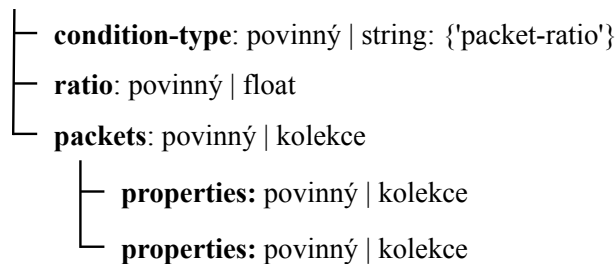 condition-type: povinný | string: {'packet-ratio'}
ratio: povinný | float
packets: povinný | kolekce
properties: povinný | kolekce
properties: povinný | kolekce